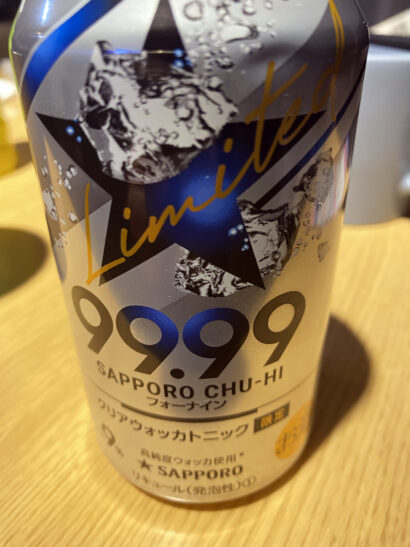 Limited
99.99
SAPPORO CHU-HI
フォーナイン
クリアウォッカトニック 限定
9%
高純度ウォッカ使用*
★ SAPPORO
リキュール(発泡性)①
お